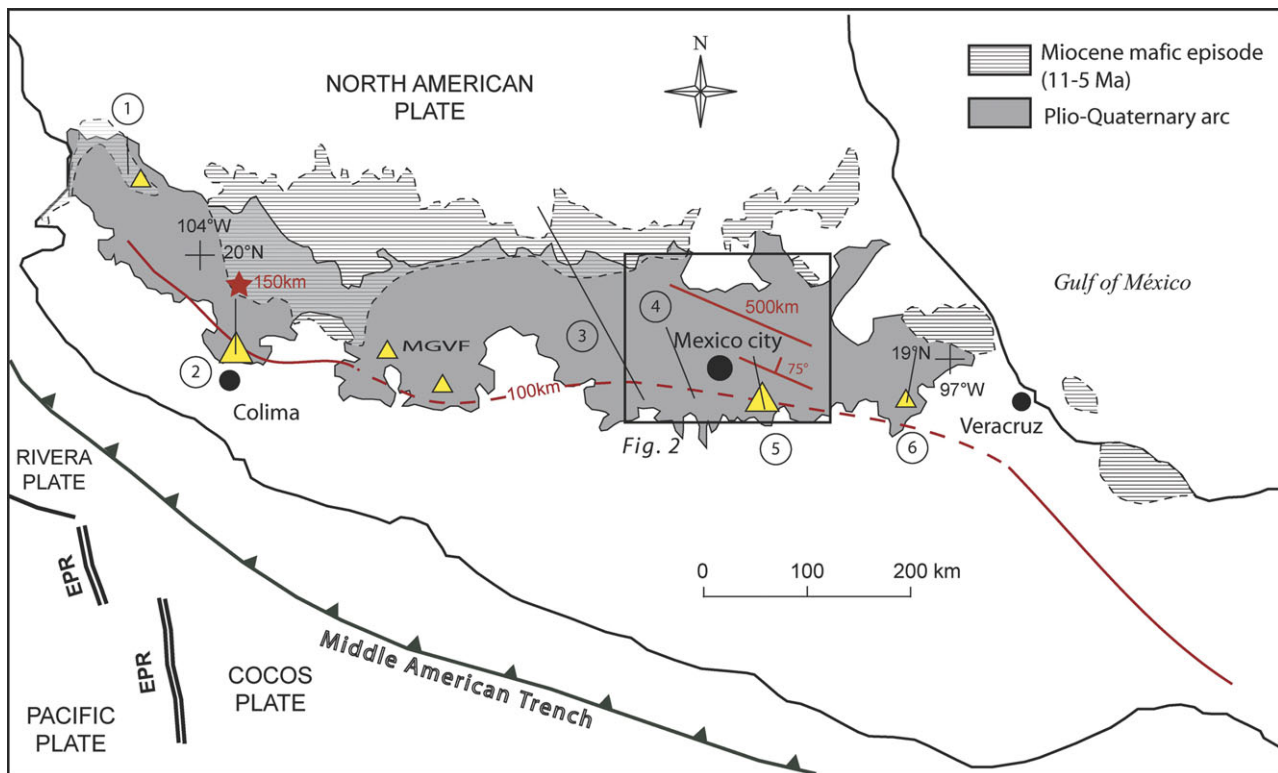 N
NORTH AMERICAN
PLATE
Miocene mafic episode
(11-5 Ma)
Plio-Quaternary arc
1
104°W
20°N
150km
Gulf of México
500km
4
3
MGVF
Mexico city
75°
19°N
97°W
2
Colima
100km
Fig. 2
5
6
Veracruz
RIVERA
PLATE
EPR
EPR
0 100 200 km
Middle American Trench
COCOS
PLATE
PACIFIC
PLATE